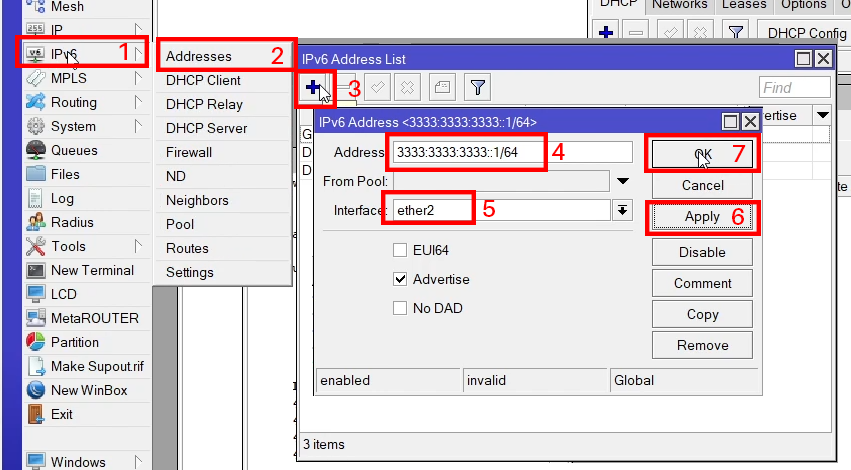 Mesh
IP
IPv6
1
MPLS
Routing
System
Queues
Files
Log
Radius
Tools
New Terminal
LCD
MetaROUTER
Partition
Make Supout.rif
New WinBox
Exit
Windows
Addresses
2
DHCP Client
DHCP Relay
DHCP Server
Firewall
ND
Neighbors
Pool
Routes
Settings
DHCP Networks Leases Options
DHCP Config
IPv6 Address List
3
Find
IPv6 Address <3333:3333:3333::1/64>
Address: 3333:3333:3333::1/64 4
From Pool:
Interface: ether2 5
EUI64
Advertise
No DAD
OK 7
Cancel
Apply 6
Disable
Comment
Copy
Remove
enabled invalid Global
3 items